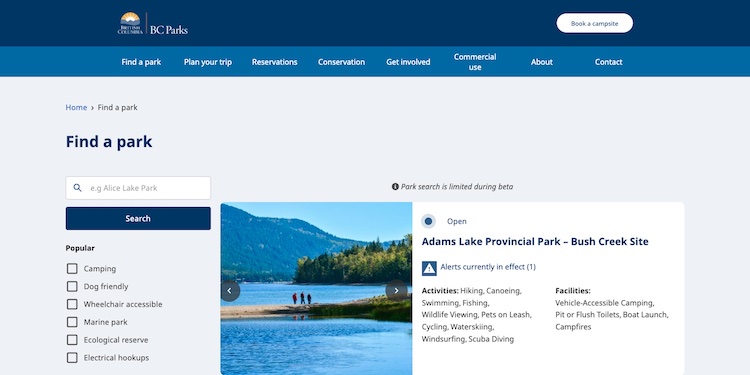 BRITISH
COLUMBIA
BC Parks
Book a campsite
Find a park
Plan your trip
Reservations
Conservation
Get involved
Commercial
use
About
Contact
Home › Find a park
Find a park
e.g Alice Lake Park
Search
Popular
Camping
Dog friendly
Wheelchair accessible
Marine park
Ecological reserve
Electrical hookups
Park search is limited during beta
Open
Adams Lake Provincial Park – Bush Creek Site
Alerts currently in effect (1)
Activities: Hiking, Canoeing,
Swimming, Fishing,
Wildlife Viewing, Pets on Leash,
Cycling, Waterskiing,
Windsurfing, Scuba Diving
Facilities:
Vehicle-Accessible Camping,
Pit or Flush Toilets, Boat Launch,
Campfires